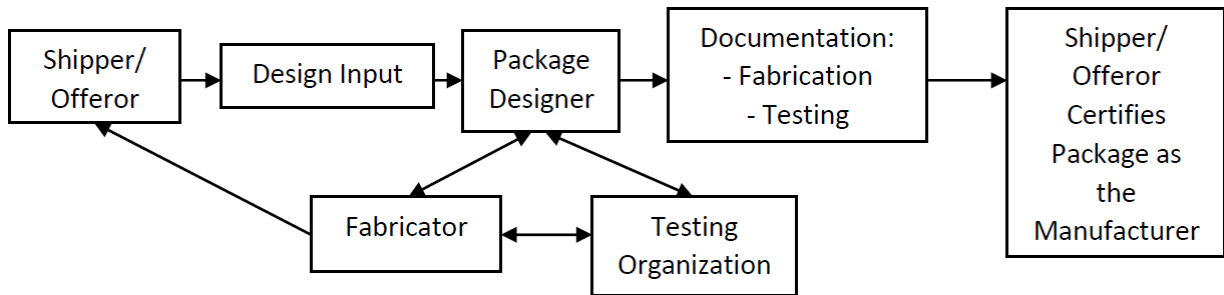 Shipper/
Offeror
Design Input
Package
Designer
Documentation:
- Fabrication
- Testing
Shipper/
Offeror
Certifies
Package as
the
Manufacturer
Fabricator
Testing
Organization